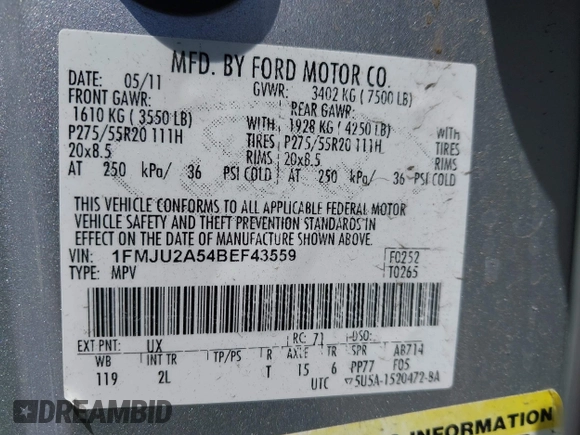 MFD. BY FORD MOTOR CO.
DATE: 05/11 GVWR: 3402 KG ( 7500 LB)
FRONT GAWR: REAR GAWR:
1610 KG ( 3550 LB) WITH 1928 KG ( 4250 LB) WITH
P275/55R20 111H TIRES P275/55R20 111H TIRES
20x8.5 RIMS 20x8.5 RIMS
AT 250 kPa/ 36 PSI COLD AT 250 kPa/ 36 PSI COLD
THIS VEHICLE CONFORMS TO ALL APPLICABLE FEDERAL MOTOR
VEHICLE SAFETY AND THEFT PREVENTION STANDARDS IN
EFFECT ON THE DATE OF MANUFACTURE SHOWN ABOVE.
VIN: 1FMJU2A54BEF43559 F0252
TYPE: MPV T0265
EXT PNT: UX RC: 71 DSO:
WB INT TR TP/PS R AXLE TR SPR AB714
119 2L T 15 6 PP77 F05
UTC 5U5A-1520472-BA
INFORMATION
DREAMBID